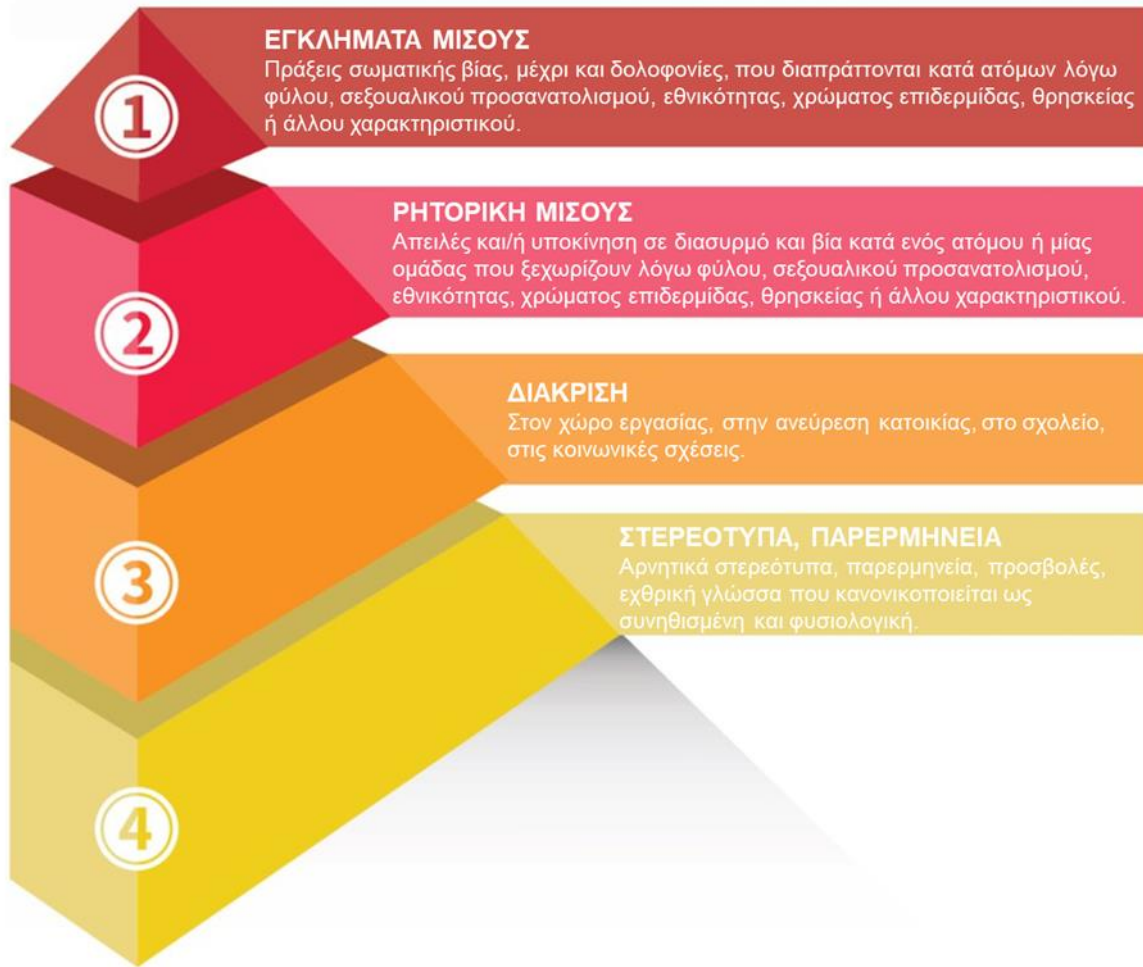 ΕΓΚΛΗΜΑΤΑ ΜΙΣΟΥΣ
Πράξεις σωματικής βίας, μέχρι και δολοφονίες, που διαπράττονται κατά ατόμων λόγω
φύλου, σεξουαλικού προσανατολισμού, εθνικότητας, χρώματος επιδερμίδας, θρησκείας
ή άλλου χαρακτηριστικού.
1
ΡΗΤΟΡΙΚΗ ΜΙΣΟΥΣ
Απειλές και/ή υποκίνηση σε διασυρμό και βία κατά ενός ατόμου ή μίας
ομάδας που ξεχωρίζουν λόγω φύλου, σεξουαλικού προσανατολισμού,
εθνικότητας, χρώματος επιδερμίδας, θρησκείας ή άλλου χαρακτηριστικού.
2
ΔΙΑΚΡΙΣΗ
Στον χώρο εργασίας, στην ανεύρεση κατοικίας, στο σχολείο,
στις κοινωνικές σχέσεις.
3
ΣΤΕΡΕΟΤΥΠΑ, ΠΑΡΕΡΜΗΝΕΙΑ
Αρνητικά στερεότυπα, παρερμηνεία, προσβολές,
εχθρική γλώσσα που κανονικοποιείται ως
συνηθισμένη και φυσιολογική.
4